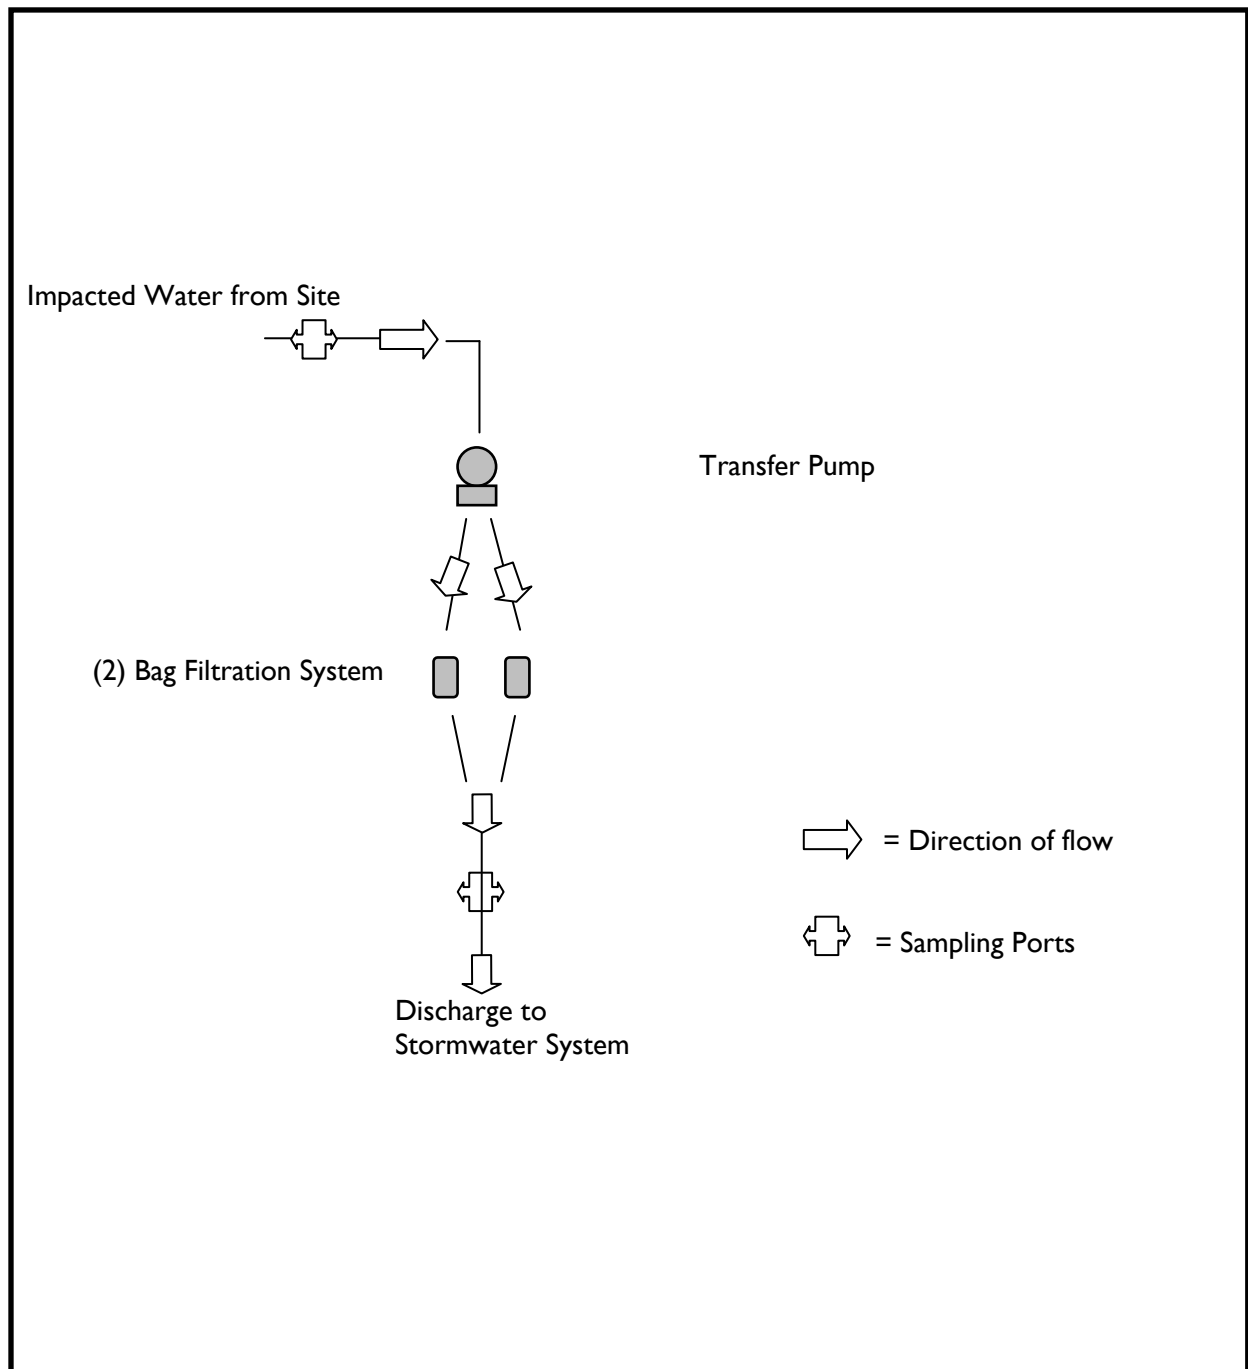 Impacted Water from Site
Transfer Pump
(2) Bag Filtration System
= Direction of flow
= Sampling Ports
Discharge to
Stormwater System